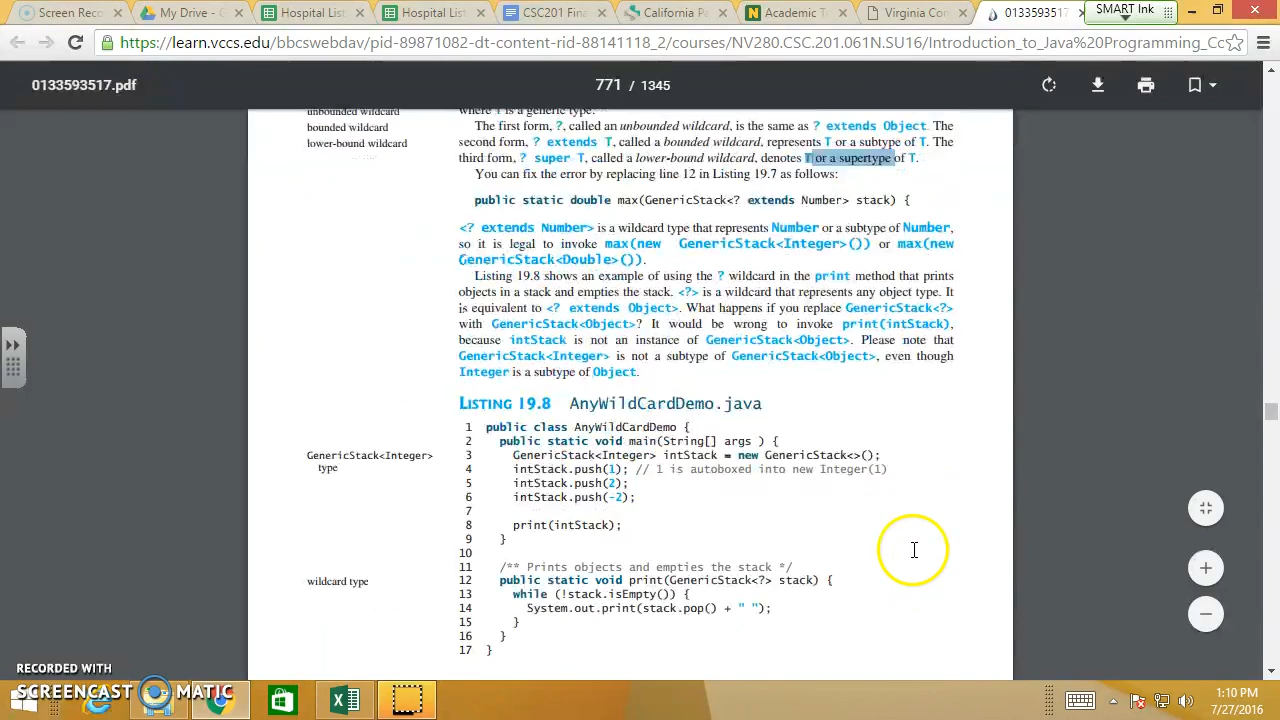 Screen Reco
My Drive - G
Hospital List
Hospital List
CSC201 Fina
California Pa
Academic T
Virginia Con
0133593517
SMART Ink
https://learn.vccs.edu/bbcswebdav/pid-89871082-dt-content-rid-88141118_2/courses/NV280.CSC.201.061N.SU16/Introduction_to_Java%20Programming_Co
0133593517.pdf
771 / 1345
unbounded wildcard
where T is a generic type.
bounded wildcard
The first form, ?, called an unbounded wildcard, is the same as ? extends Object. The
lower-bound wildcard
second form, ? extends T, called a bounded wildcard, represents T or a subtype of T. The
third form, ? super T, called a lower-bound wildcard, denotes T or a supertype of T.
You can fix the error by replacing line 12 in Listing 19.7 as follows:
public static double max(GenericStack<? extends Number> stack) {
<? extends Number> is a wildcard type that represents Number or a subtype of Number,
so it is legal to invoke max(new GenericStack<Integer>()) or max(new
GenericStack<Double>()).
Listing 19.8 shows an example of using the ? wildcard in the print method that prints
objects in a stack and empties the stack. <?> is a wildcard that represents any object type. It
is equivalent to <? extends Object>. What happens if you replace GenericStack<?>
with GenericStack<Object>? It would be wrong to invoke print(intStack),
because intStack is not an instance of GenericStack<Object>. Please note that
GenericStack<Integer> is not a subtype of GenericStack<Object>, even though
Integer is a subtype of Object.
LISTING 19.8 AnyWildCardDemo.java
1 public class AnyWildCardDemo {
2 public static void main(String[] args ) {
GenericStack<Integer>
type
3 GenericStack<Integer> intStack = new GenericStack<>();
4 intStack.push(1); // 1 is autoboxed into new Integer(1)
5 intStack.push(2);
6 intStack.push(-2);
7
8 print(intStack);
9 }
10
11 /** Prints objects and empties the stack */
wildcard type
12 public static void print(GenericStack<?> stack) {
13 while (!stack.isEmpty()) {
14 System.out.print(stack.pop() + " ");
15 }
16 }
17 }
RECORDED WITH
SCREENCAST MATIC
1:10 PM
7/27/2016